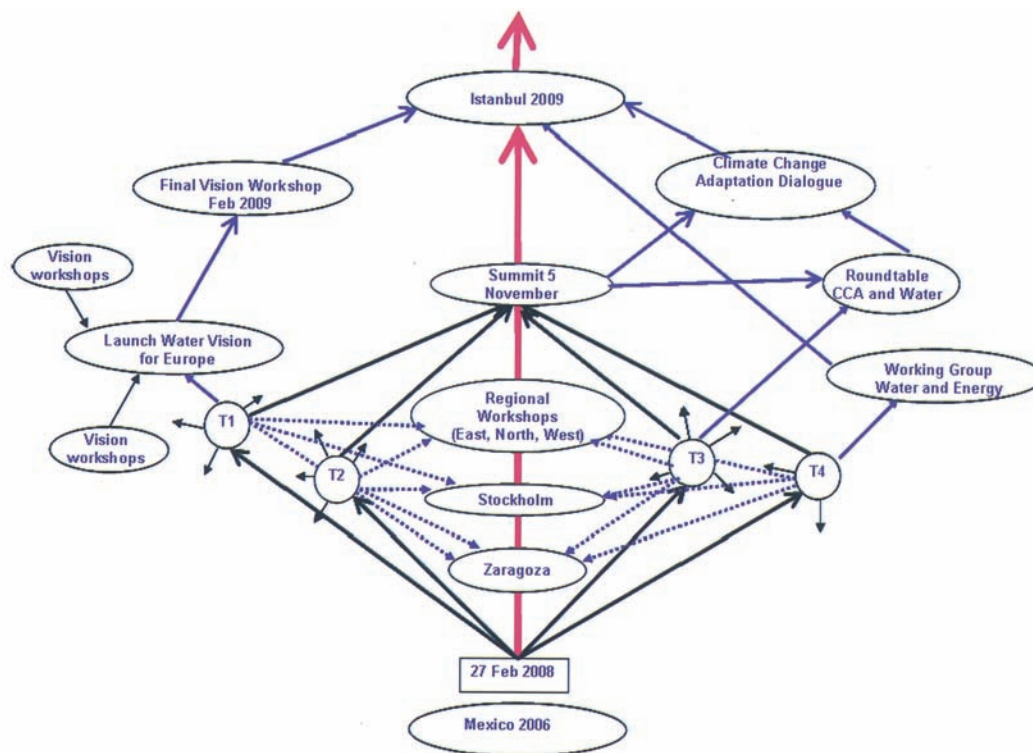 Istanbul 2009
Climate Change
Adaptation Dialogue
Final Vision Workshop
Feb 2009
Vision
workshops
Summit 5
November
Roundtable
CCA and Water
Launch Water Vision
for Europe
Working Group
Water and Energy
Regional
Workshops
(East, North, West)
T1
Vision
workshops
T2
T3
T4
Stockholm
Zaragoza
27 Feb 2008
Mexico 2006